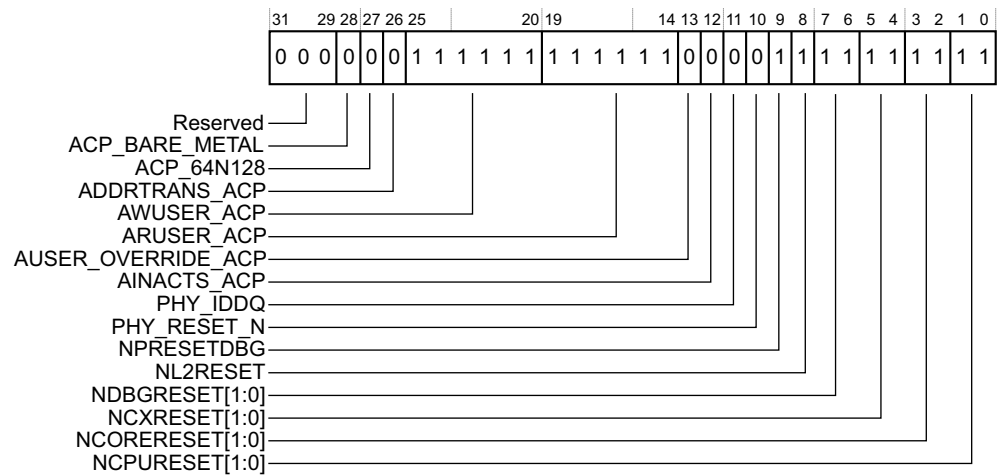 31 29 28 27 26 25 20 19 14 13 12 11 10 9 8 7 6 5 4 3 2 1 0
0 0 0 0 0 0 1 1 1 1 1 1 1 1 1 1 1 1 0 0 0 0 1 1 1 1 1 1 1 1 1 1
Reserved
ACP_BARE_METAL
ACP_64N128
ADDRTRANS_ACP
AWUSER_ACP
ARUSER_ACP
AUSER_OVERRIDE_ACP
AINACTS_ACP
PHY_IDDQ
PHY_RESET_N
NPRESETDBG
NL2RESET
NDBGRESET[1:0]
NCXRESET[1:0]
NCORERESET[1:0]
NCPURESET[1:0]